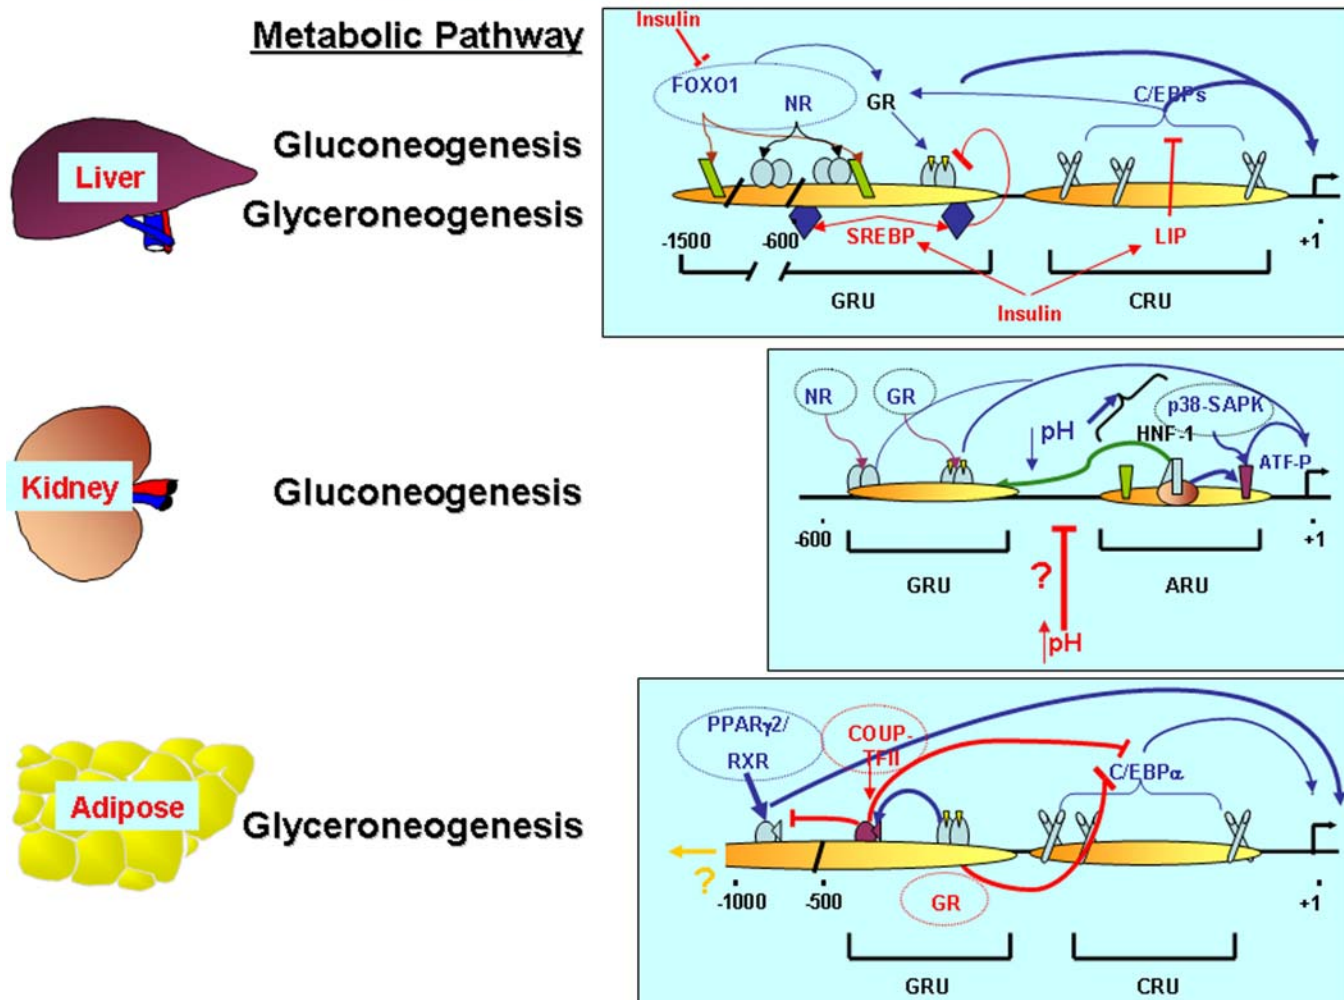 Metabolic Pathway
Liver
Gluconeogenesis
Glyceroneogenesis
Insulin
FOXO1
NR
GR
C/EBPs
SREBP
LIP
-1500
-600
+1
GRU
CRU
Insulin
Kidney
Gluconeogenesis
NR
GR
↓ pH
HNF-1
p38-SAPK
ATF-P
-600
+1
GRU
ARU
?
↑pH
Adipose
Glyceroneogenesis
PPARγ2/
RXR
COUP-
TFII
C/EBPα
?
-1000
-500
GR
+1
GRU
CRU